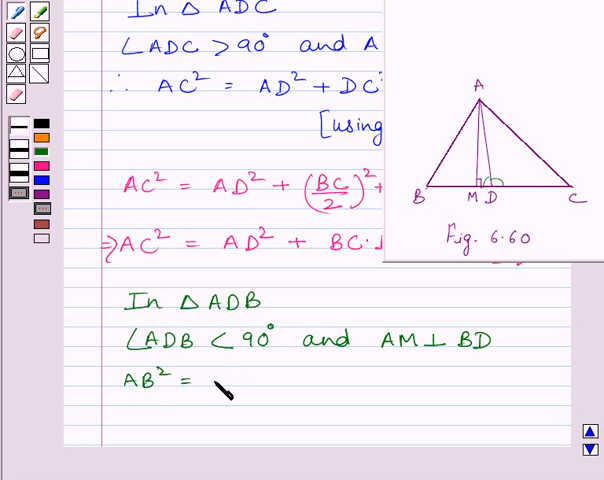 In △ ADC
∠ADC > 90° and A
∴ AC² = AD² + DC²
[using
AC² = AD² + (BC/2)² +
⇒ AC² = AD² + BC.
In △ ADB
∠ADB < 90° and AM ⊥ BD
AB² =
A
B M D C
Fig. 6.60